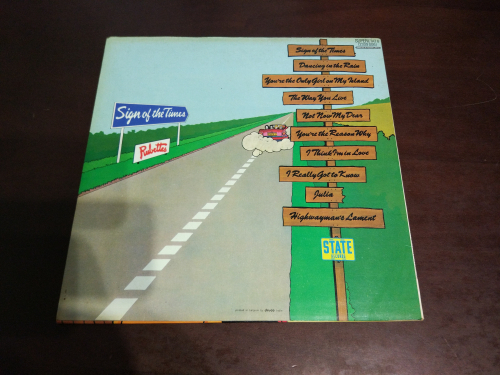 Sign of the Times
Rubettes
Sign of the Times
Dancing in the Rain
You're the Only Girl on My Island
The Way You Live
Not Now My Dear
You're the Reason Why
I Think I'm in Love
I Really Got to Know
Julia
Highwayman's Lament
STATE